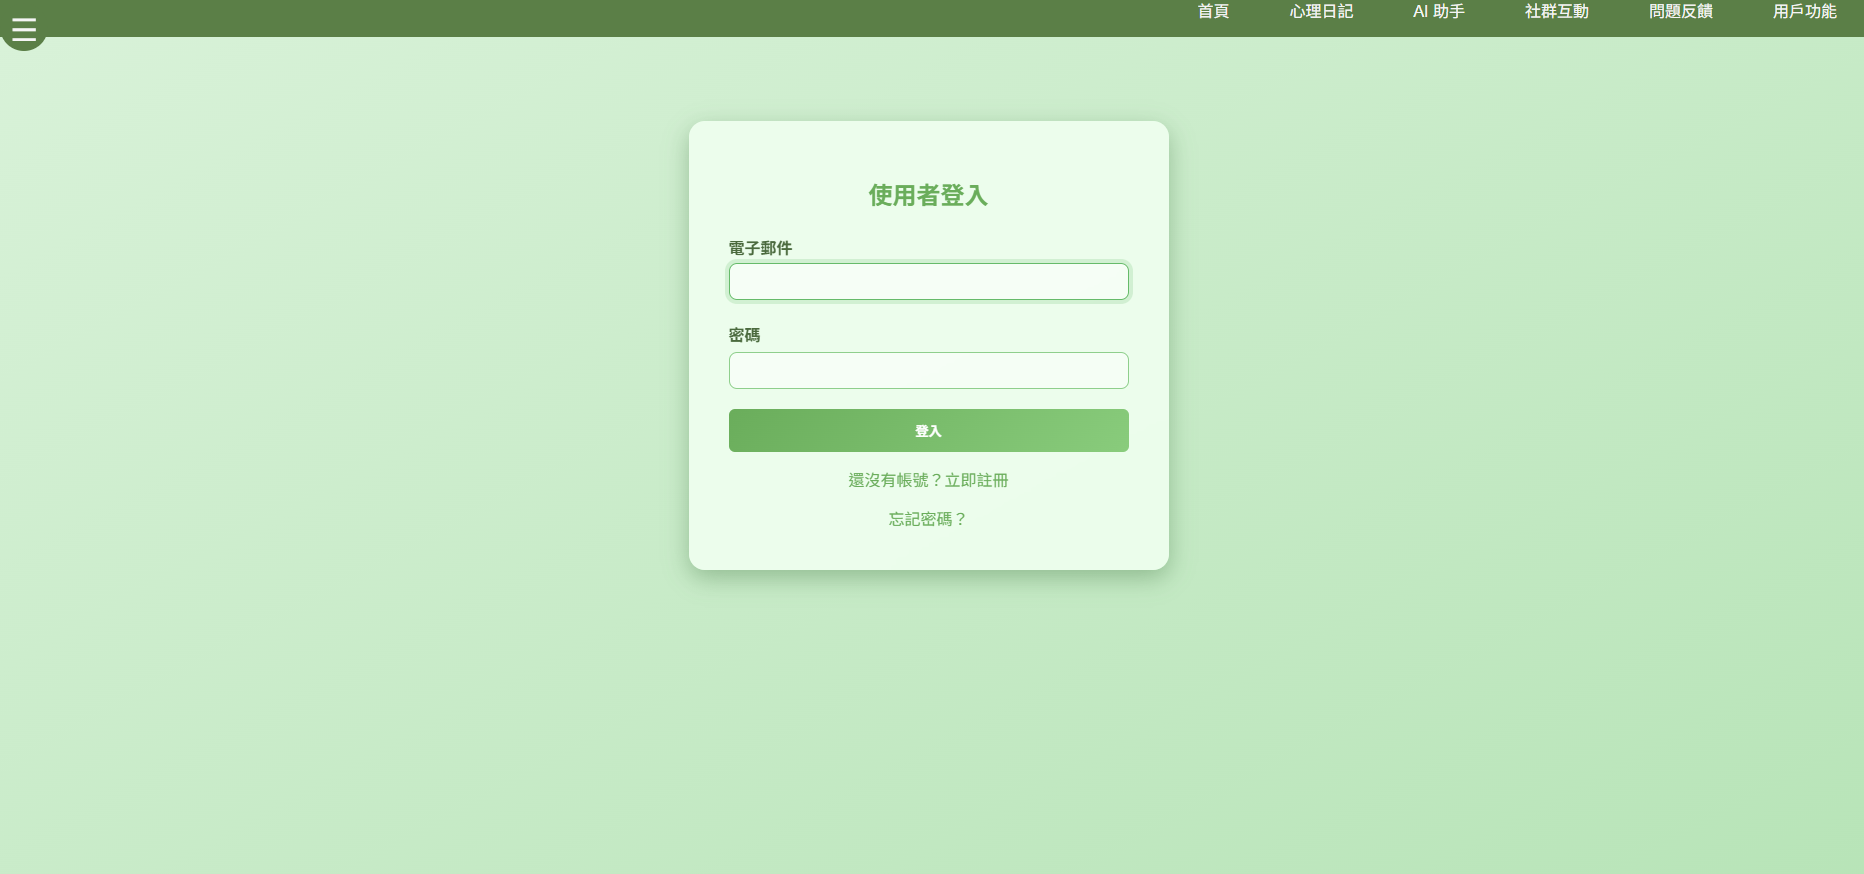 首頁 心理日記 AI 助手 社群互動 問題反饋 用戶功能
使用者登入
電子郵件
密碼
登入
還沒有帳號？立即註冊
忘記密碼？